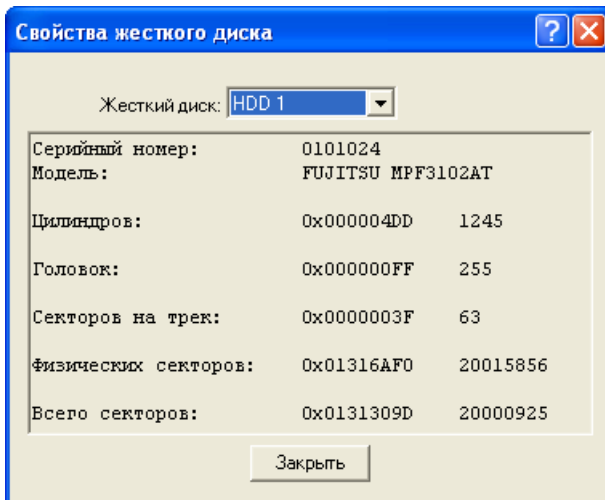 Свойства жесткого диска
Жесткий диск: HDD 1
Серийный номер: 0101024
Модель: FUJITSU MPF3102AT
Цилиндров: 0x000004DD 1245
Головок: 0x000000FF 255
Секторов на трек: 0x0000003F 63
Физических секторов: 0x01316AF0 20015856
Всего секторов: 0x0131309D 20000925
Закрыть